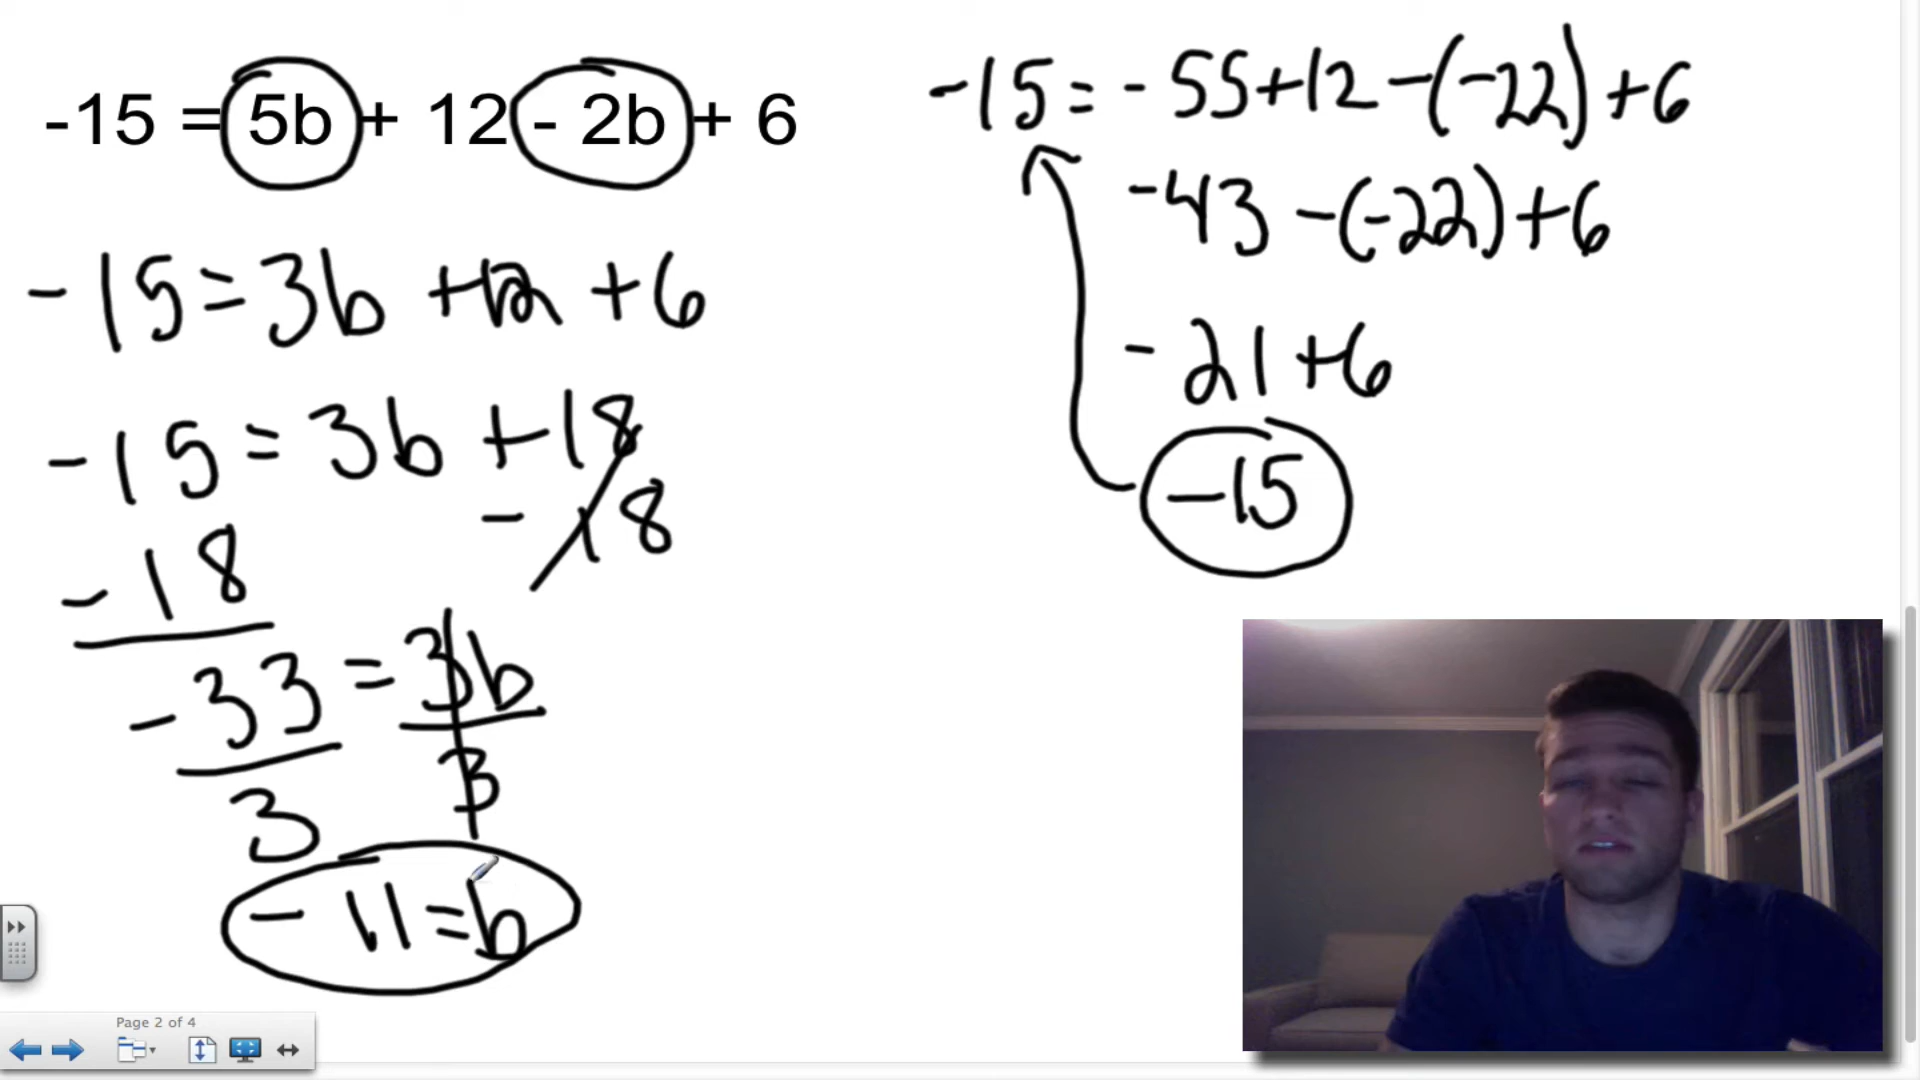 -15 = 5b + 12 - 2b + 6
-15 = 3b + 12 + 6
-15 = 3b + 18
- 18
-18
-33 = 3b
3
3
-11 = b
-15 = -55 + 12 - (-22) + 6
-43 - (-22) + 6
-21 + 6
-15
Page 2 of 4